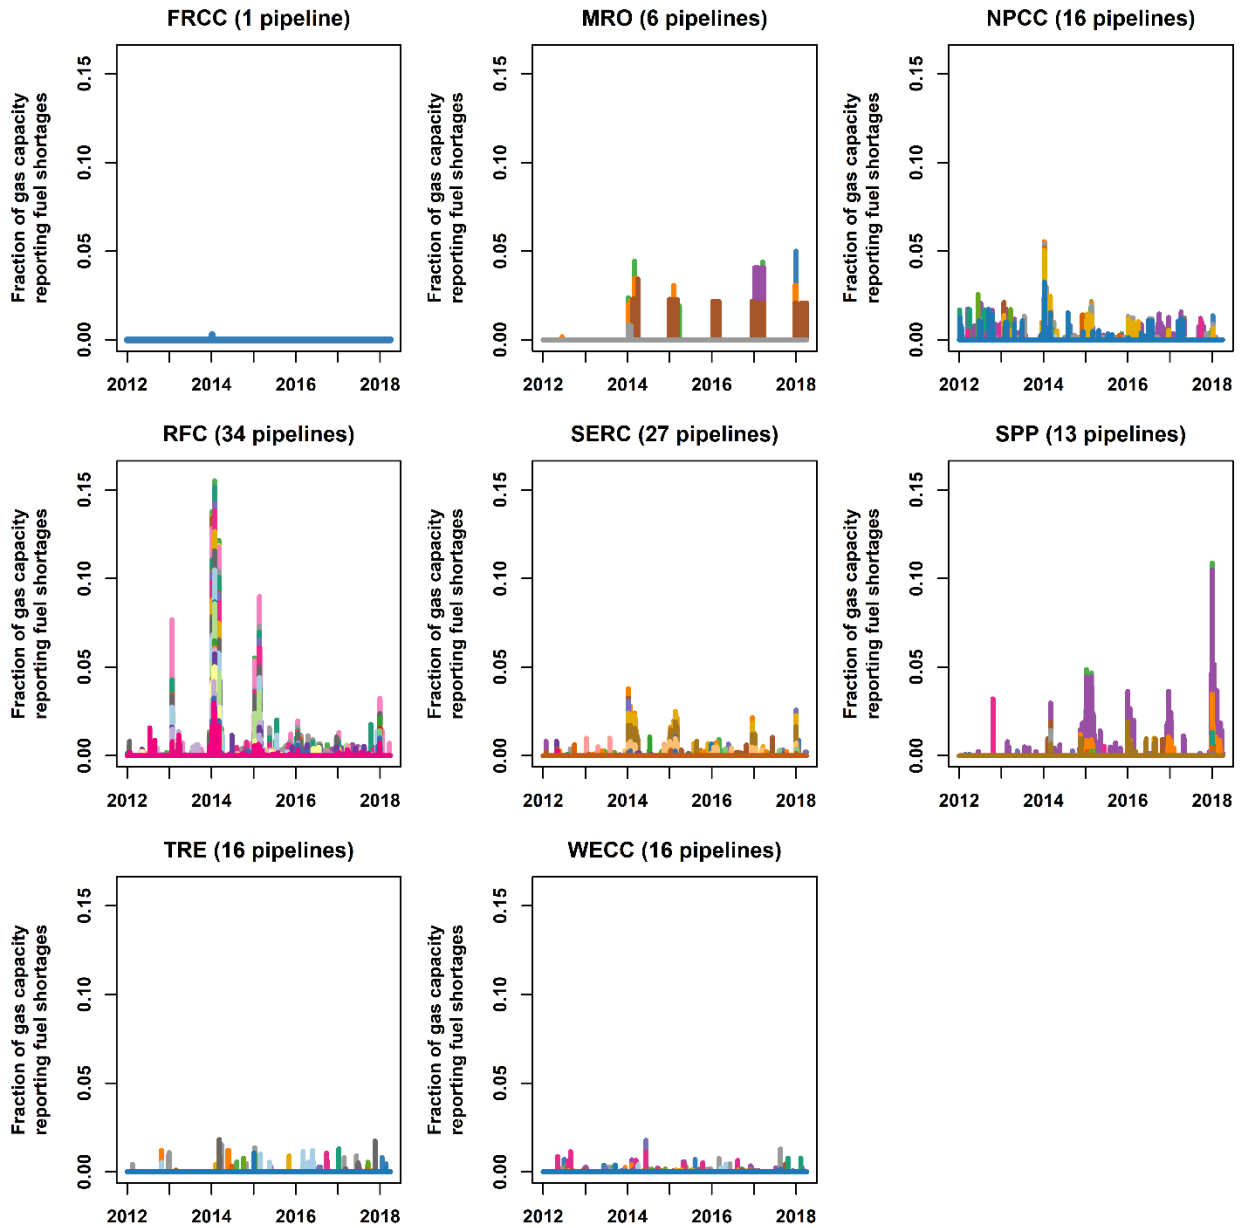 FRCC (1 pipeline)
Fraction of gas capacity
reporting fuel shortages
0.15
0.10
0.05
0.00
2012 2014 2016 2018
MRO (6 pipelines)
Fraction of gas capacity
reporting fuel shortages
0.15
0.10
0.05
0.00
2012 2014 2016 2018
NPCC (16 pipelines)
Fraction of gas capacity
reporting fuel shortages
0.15
0.10
0.05
0.00
2012 2014 2016 2018
RFC (34 pipelines)
Fraction of gas capacity
reporting fuel shortages
0.15
0.10
0.05
0.00
2012 2014 2016 2018
SERC (27 pipelines)
Fraction of gas capacity
reporting fuel shortages
0.15
0.10
0.05
0.00
2012 2014 2016 2018
SPP (13 pipelines)
Fraction of gas capacity
reporting fuel shortages
0.15
0.10
0.05
0.00
2012 2014 2016 2018
TRE (16 pipelines)
Fraction of gas capacity
reporting fuel shortages
0.15
0.10
0.05
0.00
2012 2014 2016 2018
WECC (16 pipelines)
Fraction of gas capacity
reporting fuel shortages
0.15
0.10
0.05
0.00
2012 2014 2016 2018